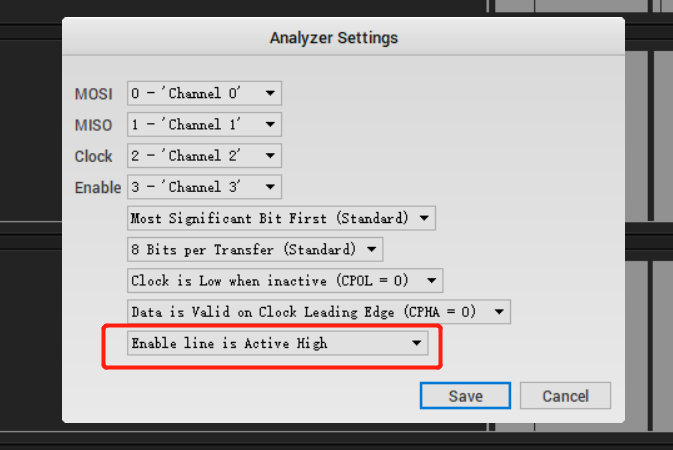 Analyzer Settings
MOSI 0 - 'Channel 0'
MISO 1 - 'Channel 1'
Clock 2 - 'Channel 2'
Enable 3 - 'Channel 3'
Most Significant Bit First (Standard)
8 Bits per Transfer (Standard)
Clock is Low when inactive (CPOL = 0)
Data is Valid on Clock Leading Edge (CPHA = 0)
Enable line is Active High
Save Cancel